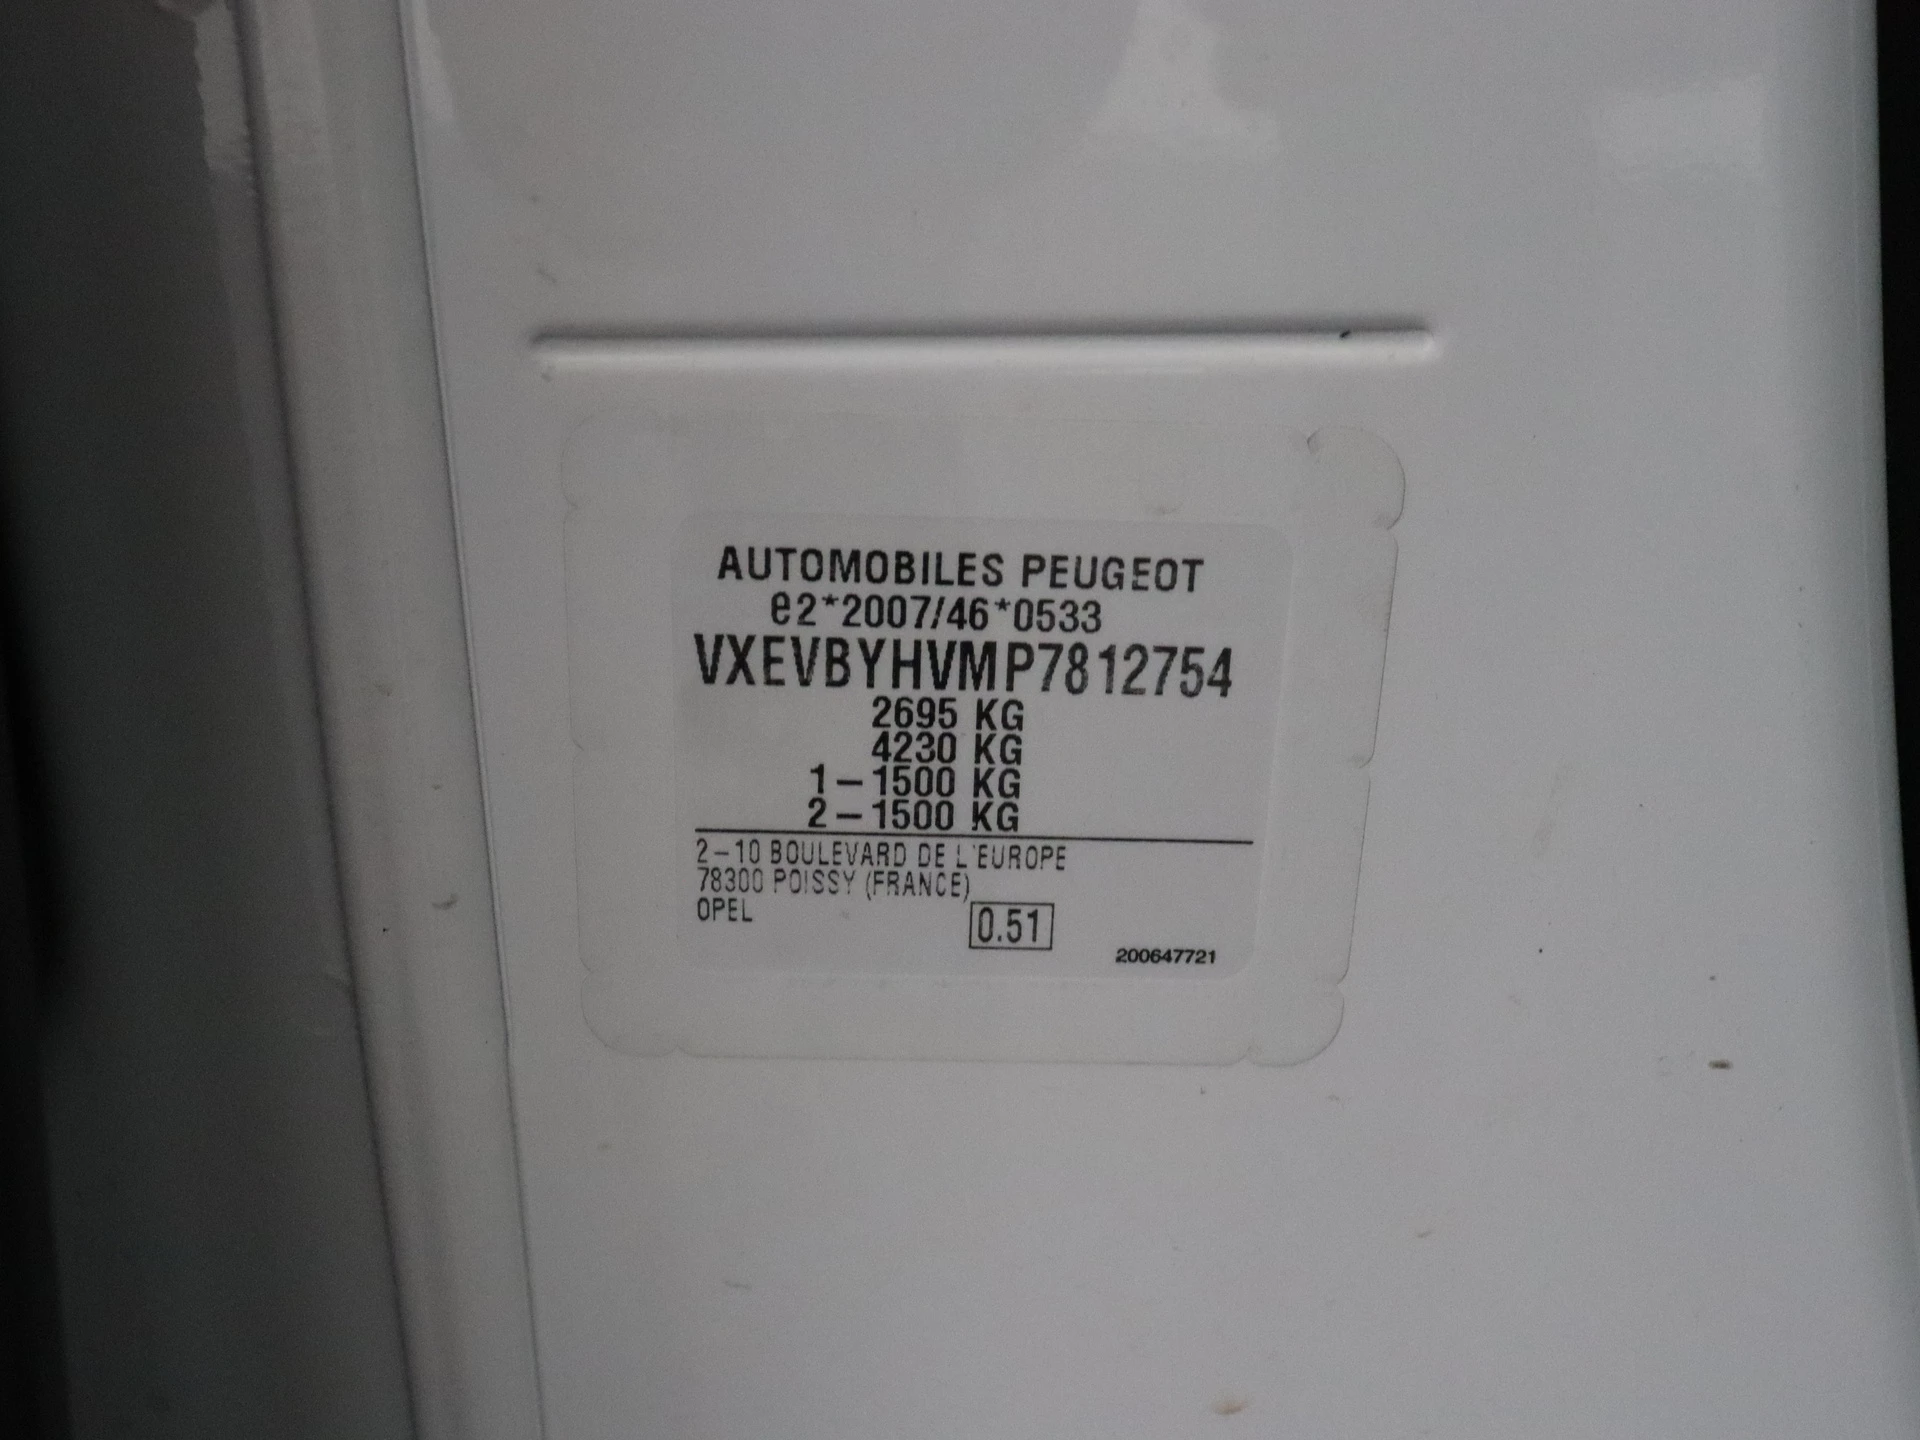 AUTOMOBILES PEUGEOT
e2*2007/46*0533
VXEVBYHVMP7812754
2695 KG
4230 KG
1-1500 KG
2-1500 KG
2-10 BOULEVARD DE L'EUROPE
78300 POISSY (FRANCE)
OPEL
0.51
200647721